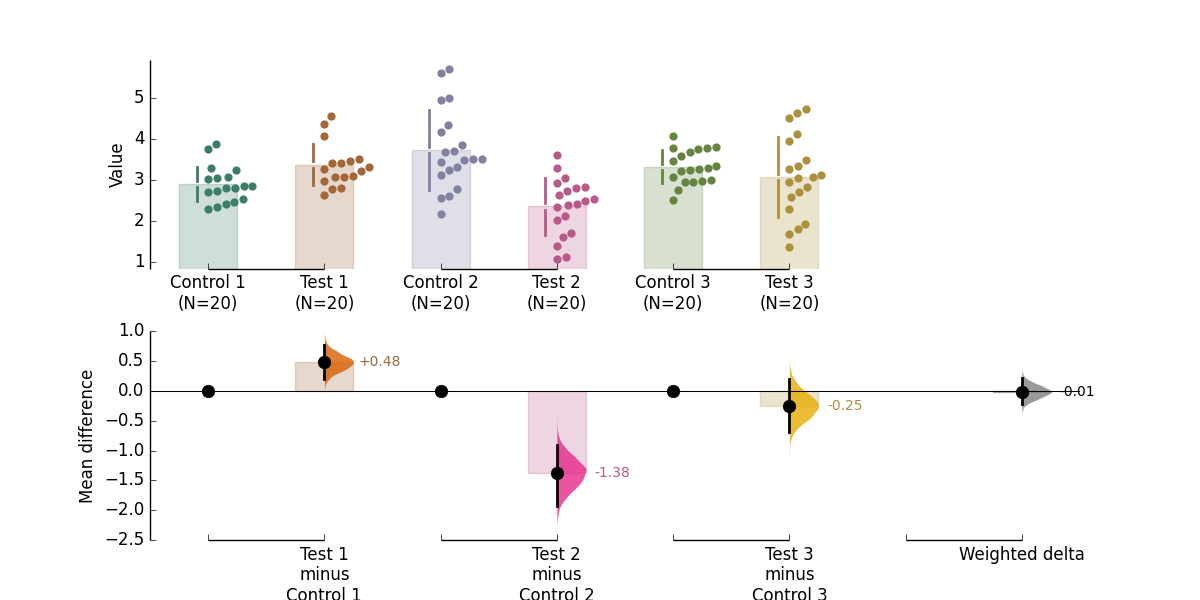 Value
5
4
3
2
1
Control 1 Test 1 Control 2 Test 2 Control 3 Test 3
(N=20) (N=20) (N=20) (N=20) (N=20) (N=20)
Mean difference
1.0
0.5
0.0
−0.5
−1.0
−1.5
−2.0
−2.5
+0.48
-1.38
-0.25
-0.01
Test 1
minus
Control 1
Test 2
minus
Control 2
Test 3
minus
Control 3
Weighted delta